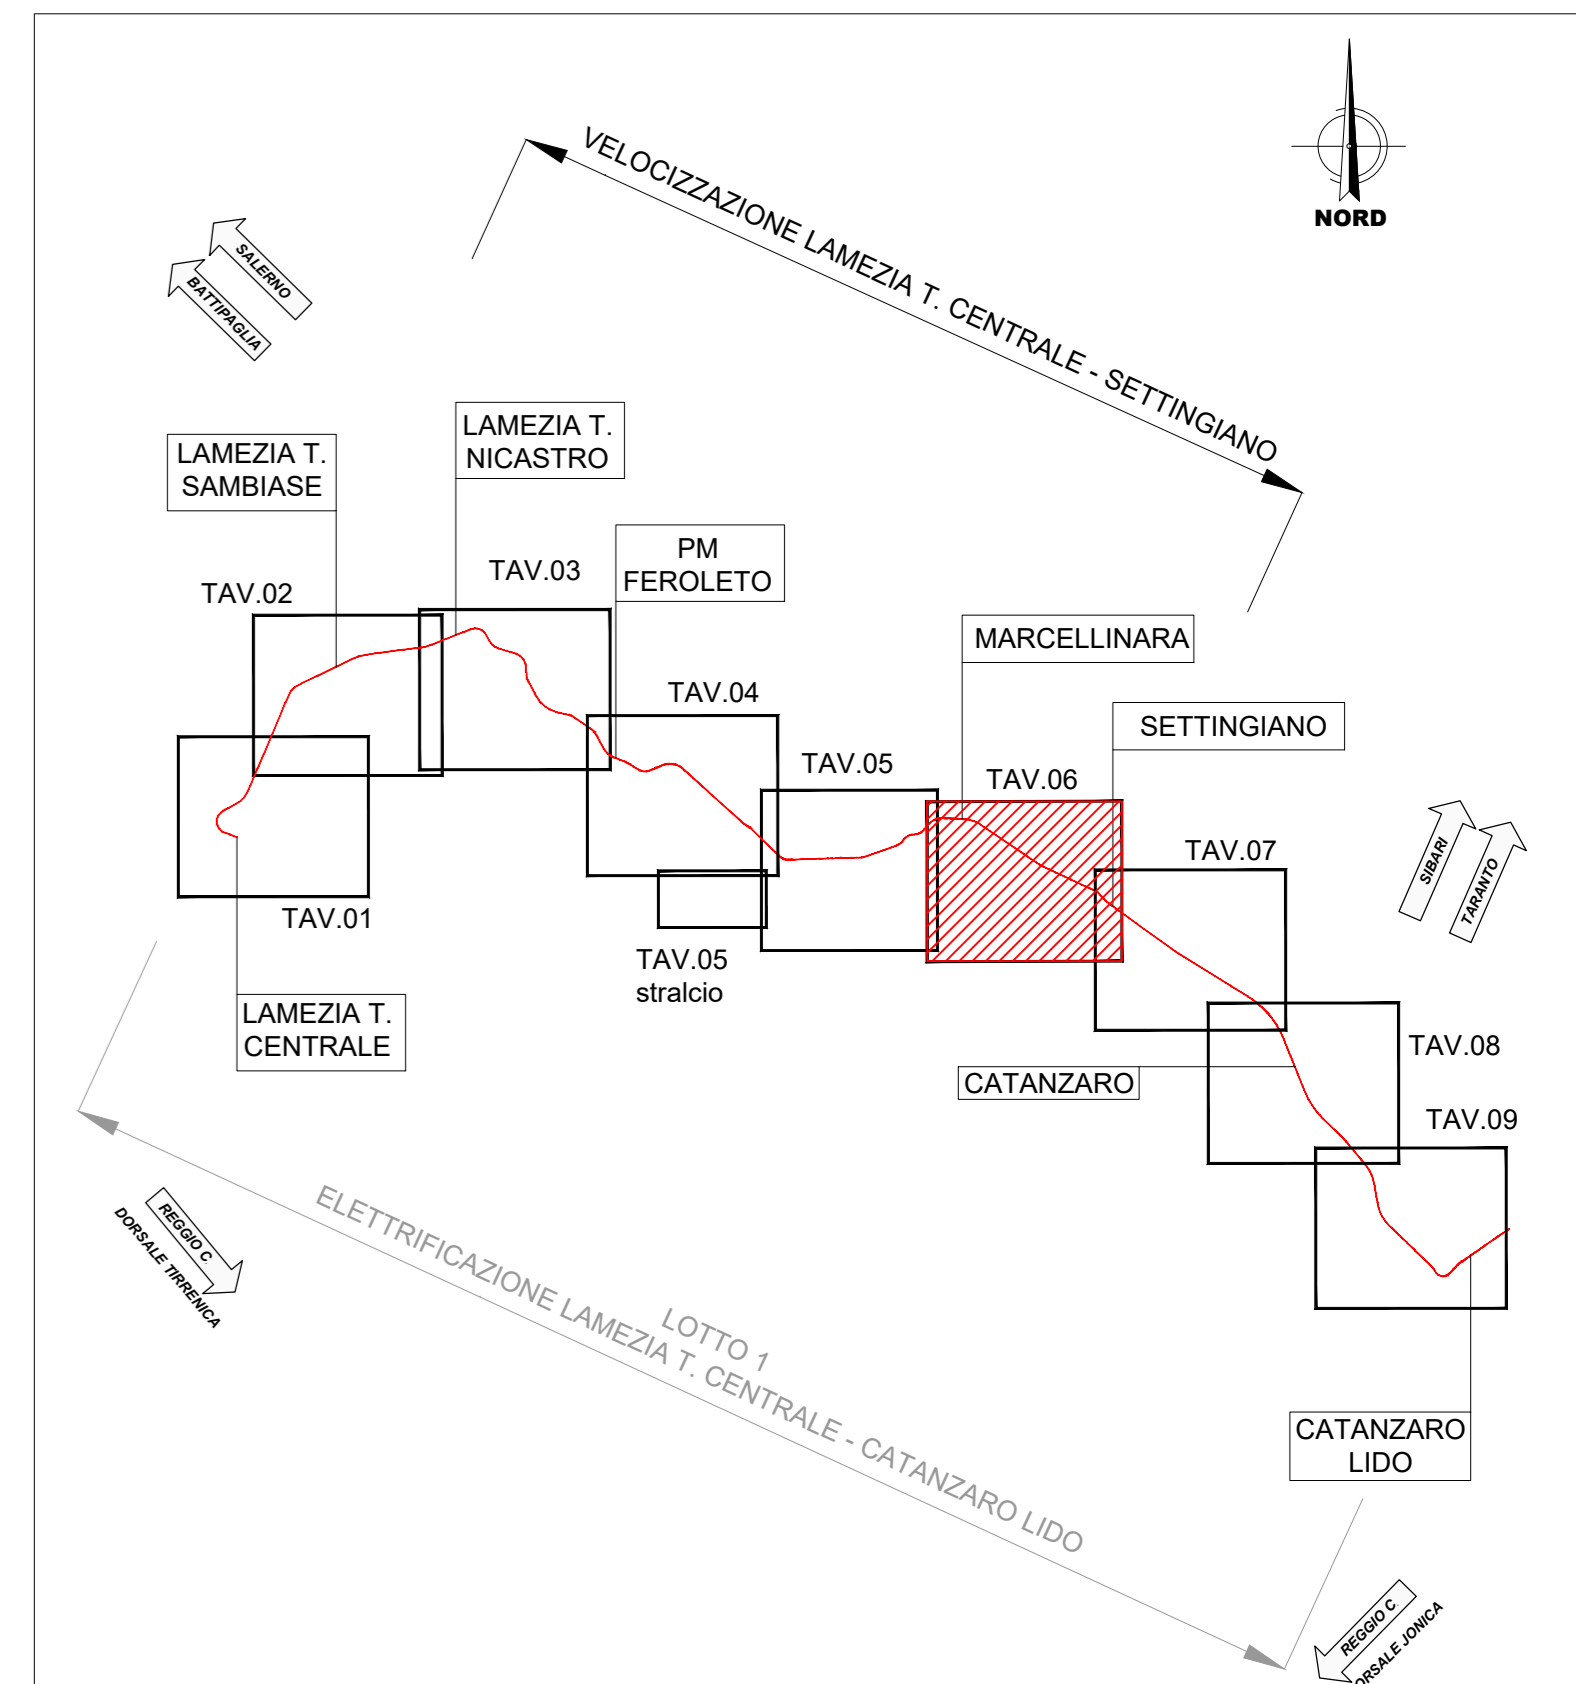 NORD
VELOCIZZAZIONE LAMEZIA T. CENTRALE - SETTINGIANO
SALERNO
BATTIPAGLIA
LAMEZIA T.
NICASTRO
LAMEZIA T.
SAMBIASE
PM
FEROLETO
TAV.03
TAV.02
MARCELLINARA
TAV.04
SETTINGIANO
TAV.05
TAV.06
TAV.07
SIBARI
TARANTO
TAV.01
TAV.05
stralcio
LAMEZIA T.
CENTRALE
TAV.08
CATANZARO
TAV.09
REGGIO C.
DORSALE TIRRENICA
LOTTO 1
ELETTRIFICAZIONE LAMEZIA T. CENTRALE - CATANZARO LIDO
CATANZARO
LIDO
REGGIO C.
ORSALE JONICA